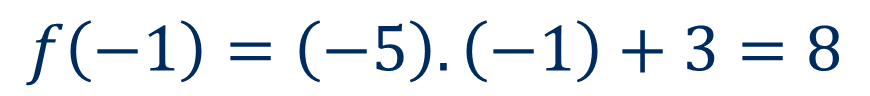 f(−1) = (−5).(−1) + 3 = 8